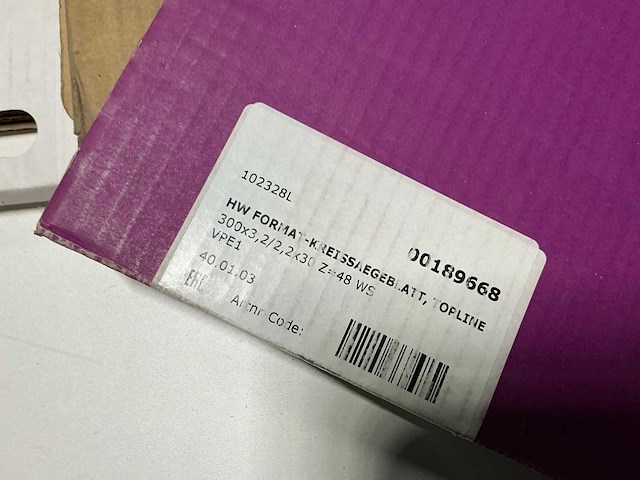 102328L
00189668
HW FORMAT-KREISSAEGEBLATT, TOPLINE
300x3,2/2,2x30 Z=48 WS
VPE1
40.01.03
EAC
Artnr Code: